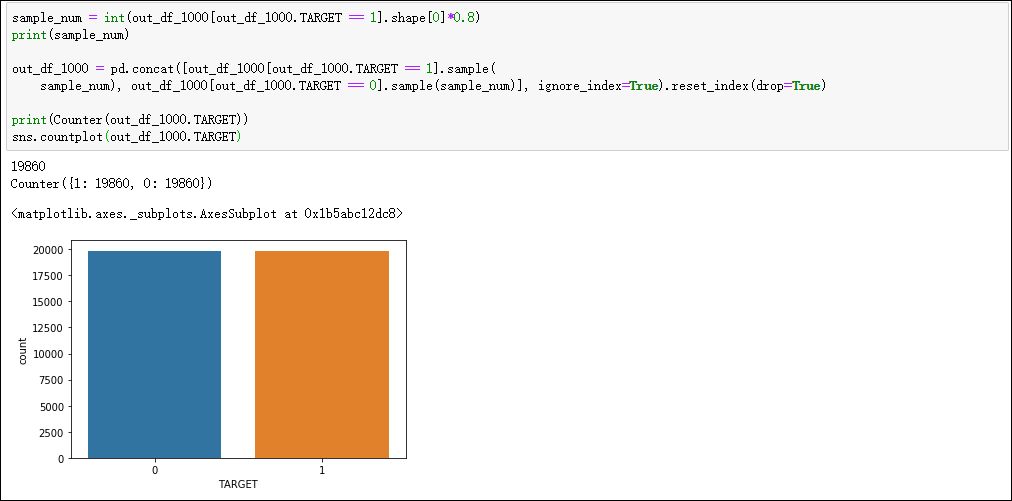 sample_num = int(out_df_1000[out_df_1000.TARGET == 1].shape[0]*0.8)
print(sample_num)
out_df_1000 = pd.concat([out_df_1000[out_df_1000.TARGET == 1].sample(
    sample_num), out_df_1000[out_df_1000.TARGET == 0].sample(sample_num)], ignore_index=True).reset_index(drop=True)
print(Counter(out_df_1000.TARGET))
sns.countplot(out_df_1000.TARGET)
19860
Counter({1: 19860, 0: 19860})
<matplotlib.axes._subplots.AxesSubplot at 0x1b5abc12dc8>
20000
17500
15000
12500
10000
7500
5000
2500
0
count
0 1
TARGET